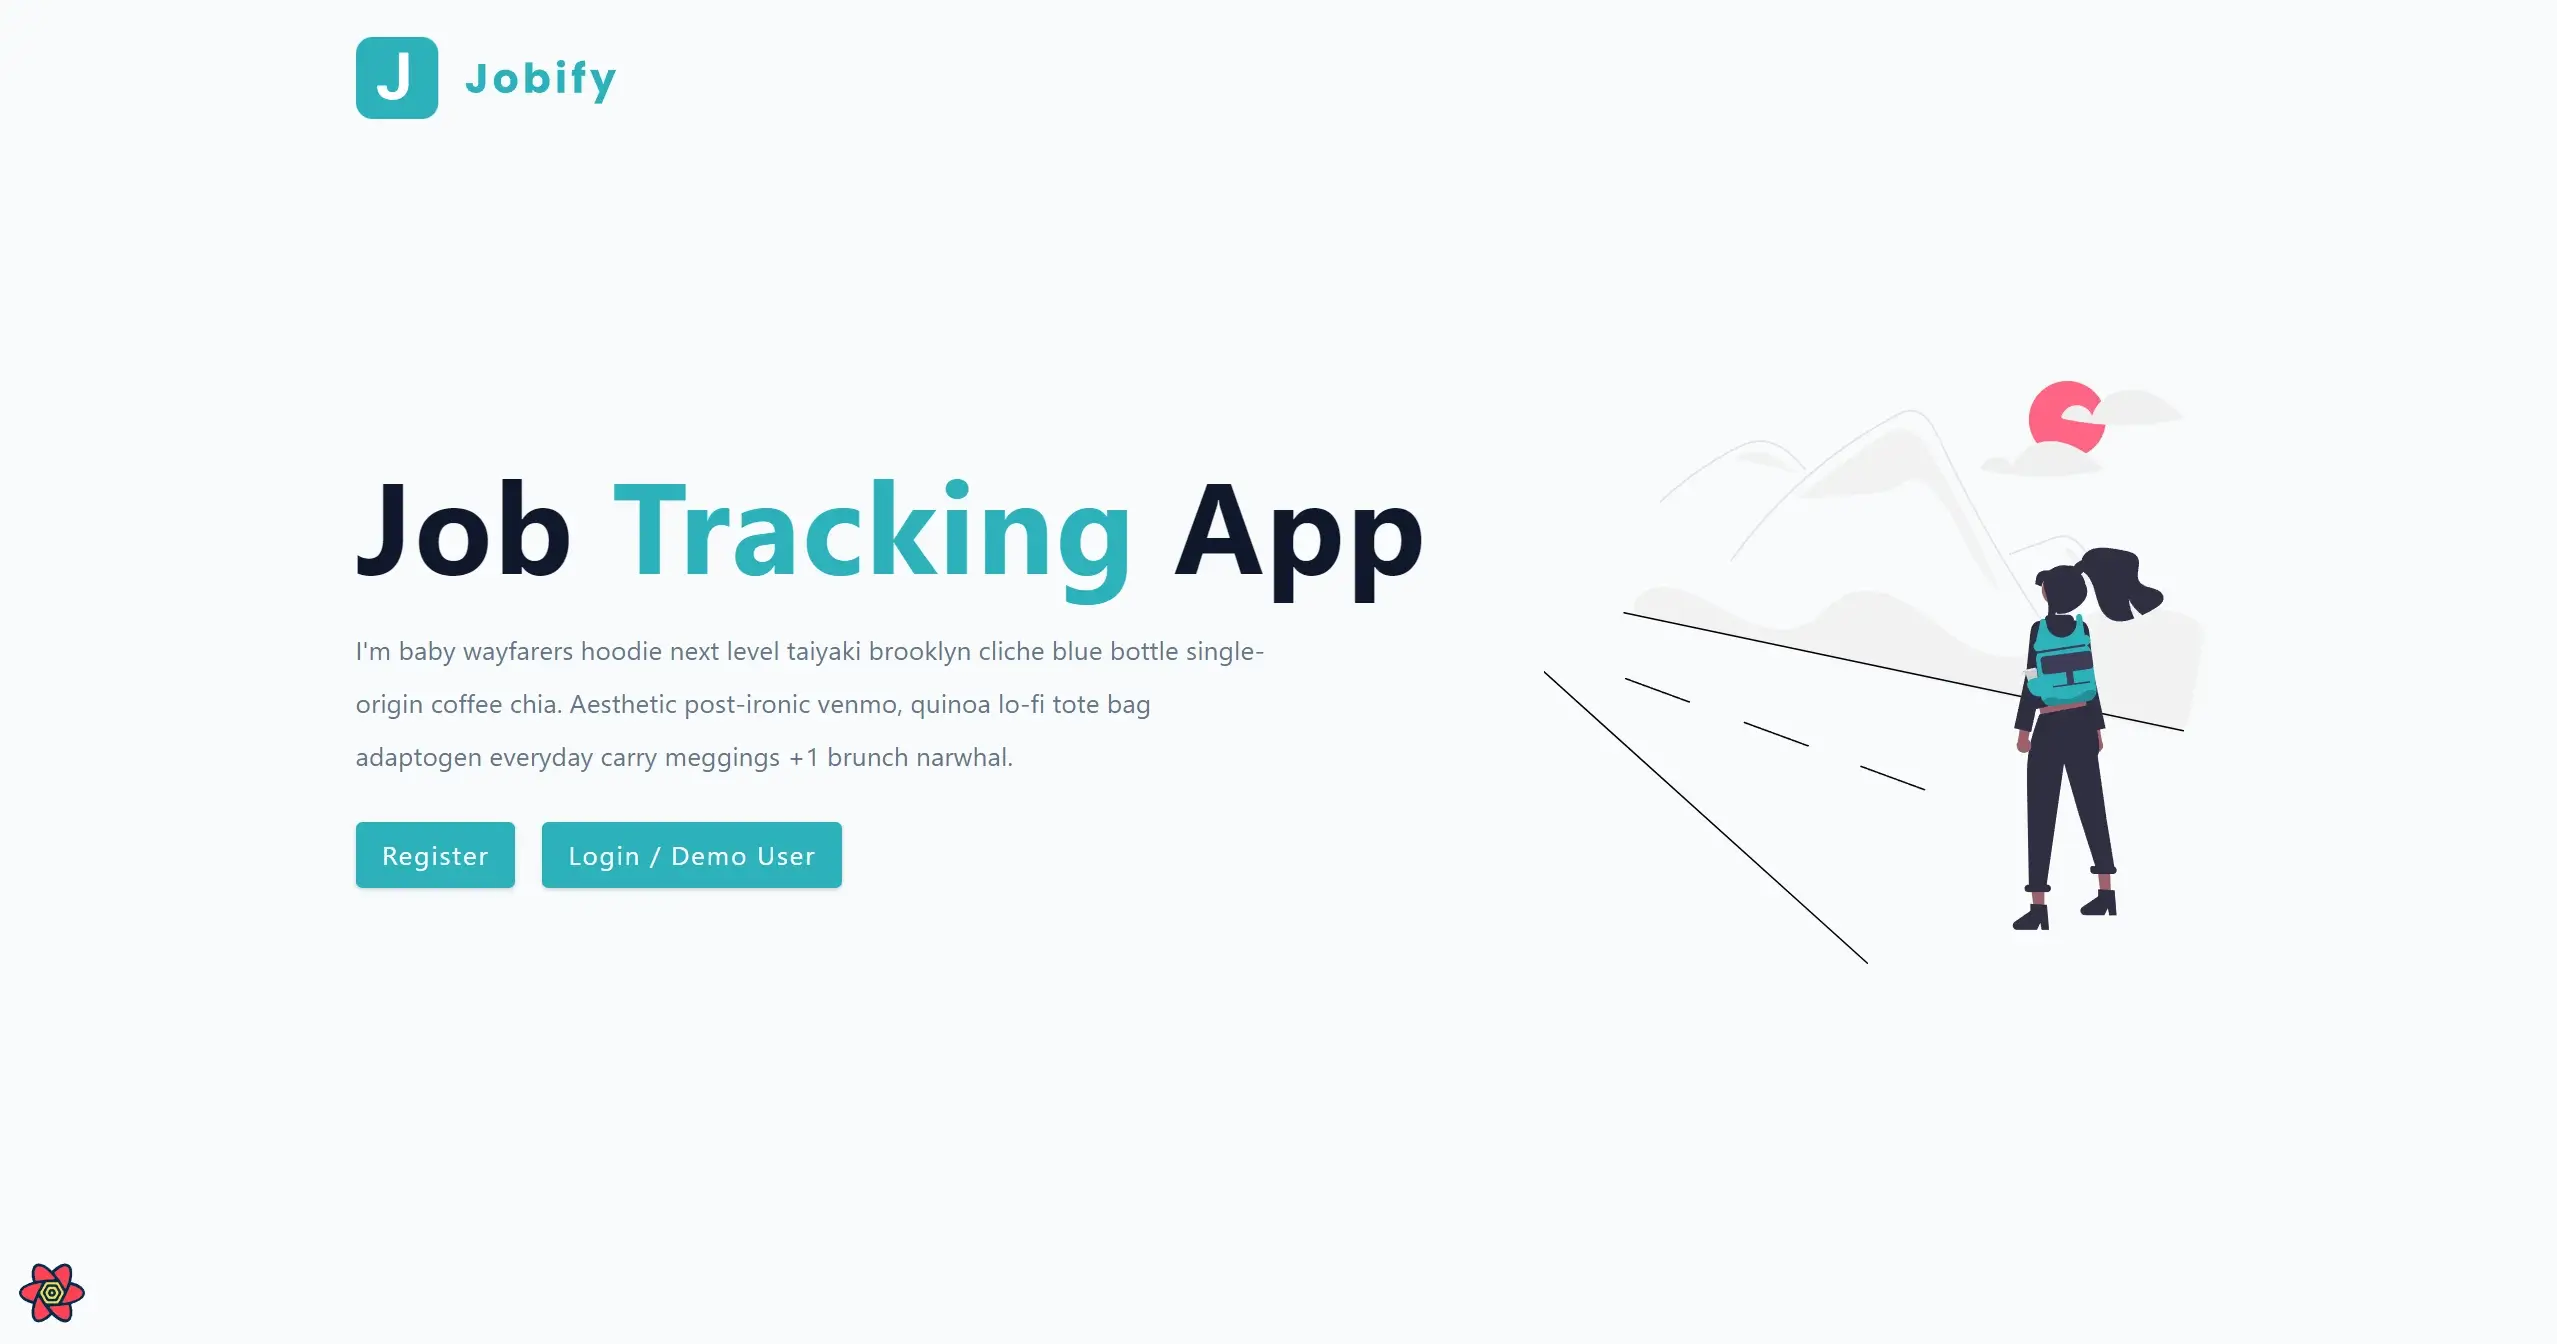 J Jobify
Job Tracking App
I'm baby wayfarers hoodie next level taiyaki brooklyn cliche blue bottle single-
origin coffee chia. Aesthetic post-ironic venmo, quinoa lo-fi tote bag
adaptogen everyday carry meggings +1 brunch narwhal.
Register Login / Demo User